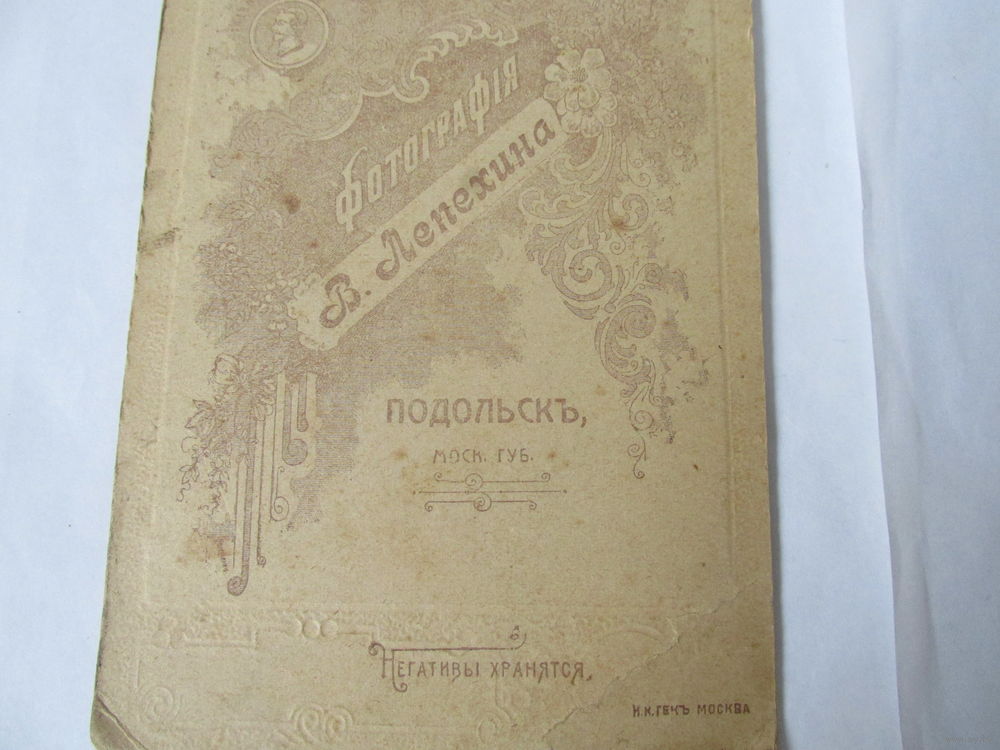 Фотографія
В. Лепехина
ПОДОЛЬСКЪ,
МОСК. ГУБ.
НЕГАТИВЫ ХРАНЯТСЯ.
И.К.ГЕКЪ МОСКВА